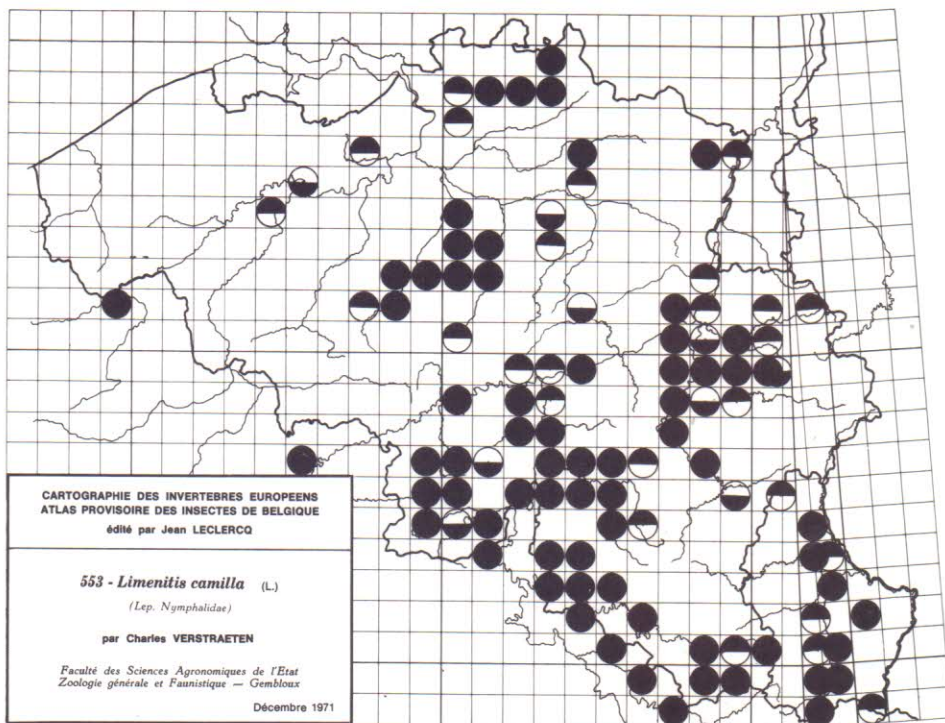 CARTOGRAPHIE DES INVERTEBRES EUROPEENS
ATLAS PROVISOIRE DES INSECTES DE BELGIQUE
édité par Jean LECLERCQ
553 - Limenitis camilla (L.)
(Lep. Nymphalidae)
par Charles VERSTRAETEN
Faculté des Sciences Agronomiques de l'Etat
Zoologie générale et Faunistique — Gembloux
Décembre 1971